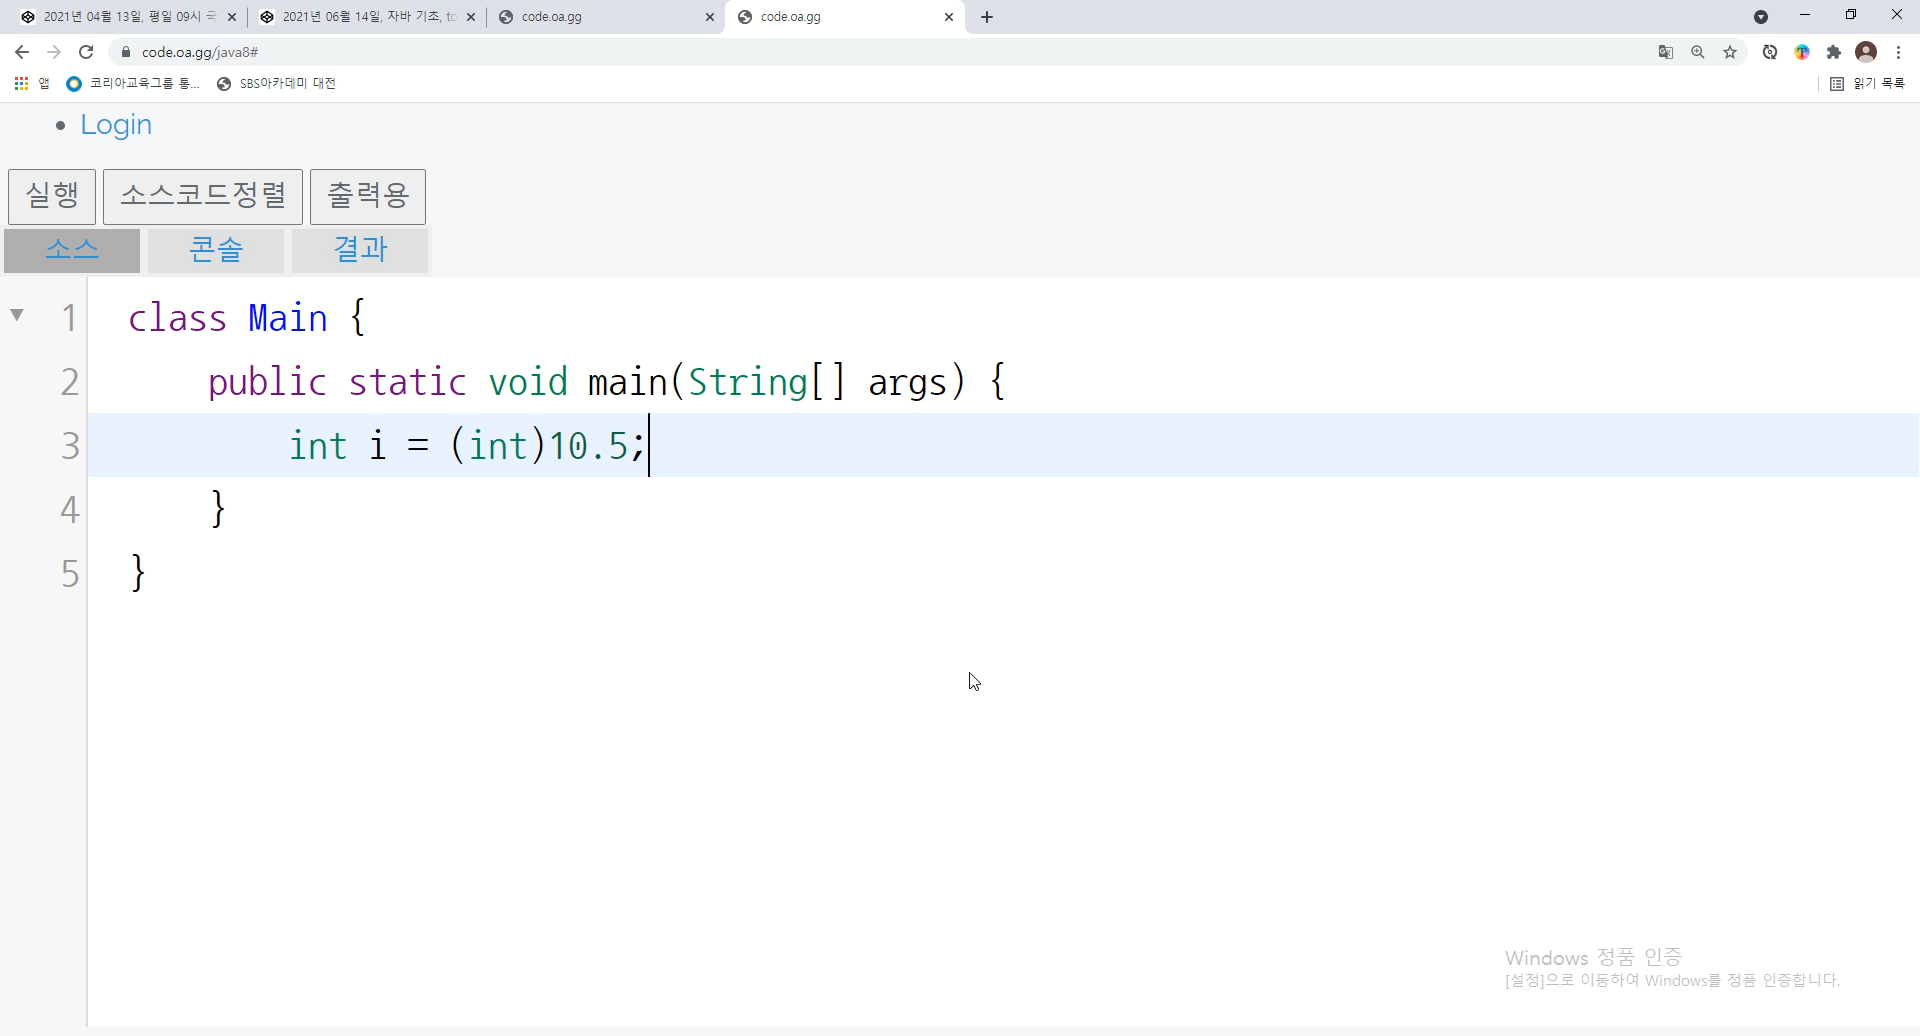 2021년 04월 13일, 평일 09시 국
2021년 06월 14일, 자바 기초, to
code.oa.gg
code.oa.gg
code.oa.gg/java8#
앱
코리아교육그룹 통...
SBS아카데미 대전
읽기 목록
Login
실행
소스코드정렬
출력용
소스
콘솔
결과
1 class Main {
2 public static void main(String[] args) {
3 int i = (int)10.5;
4 }
5 }
Windows 정품 인증
[설정]으로 이동하여 Windows를 정품 인증합니다.